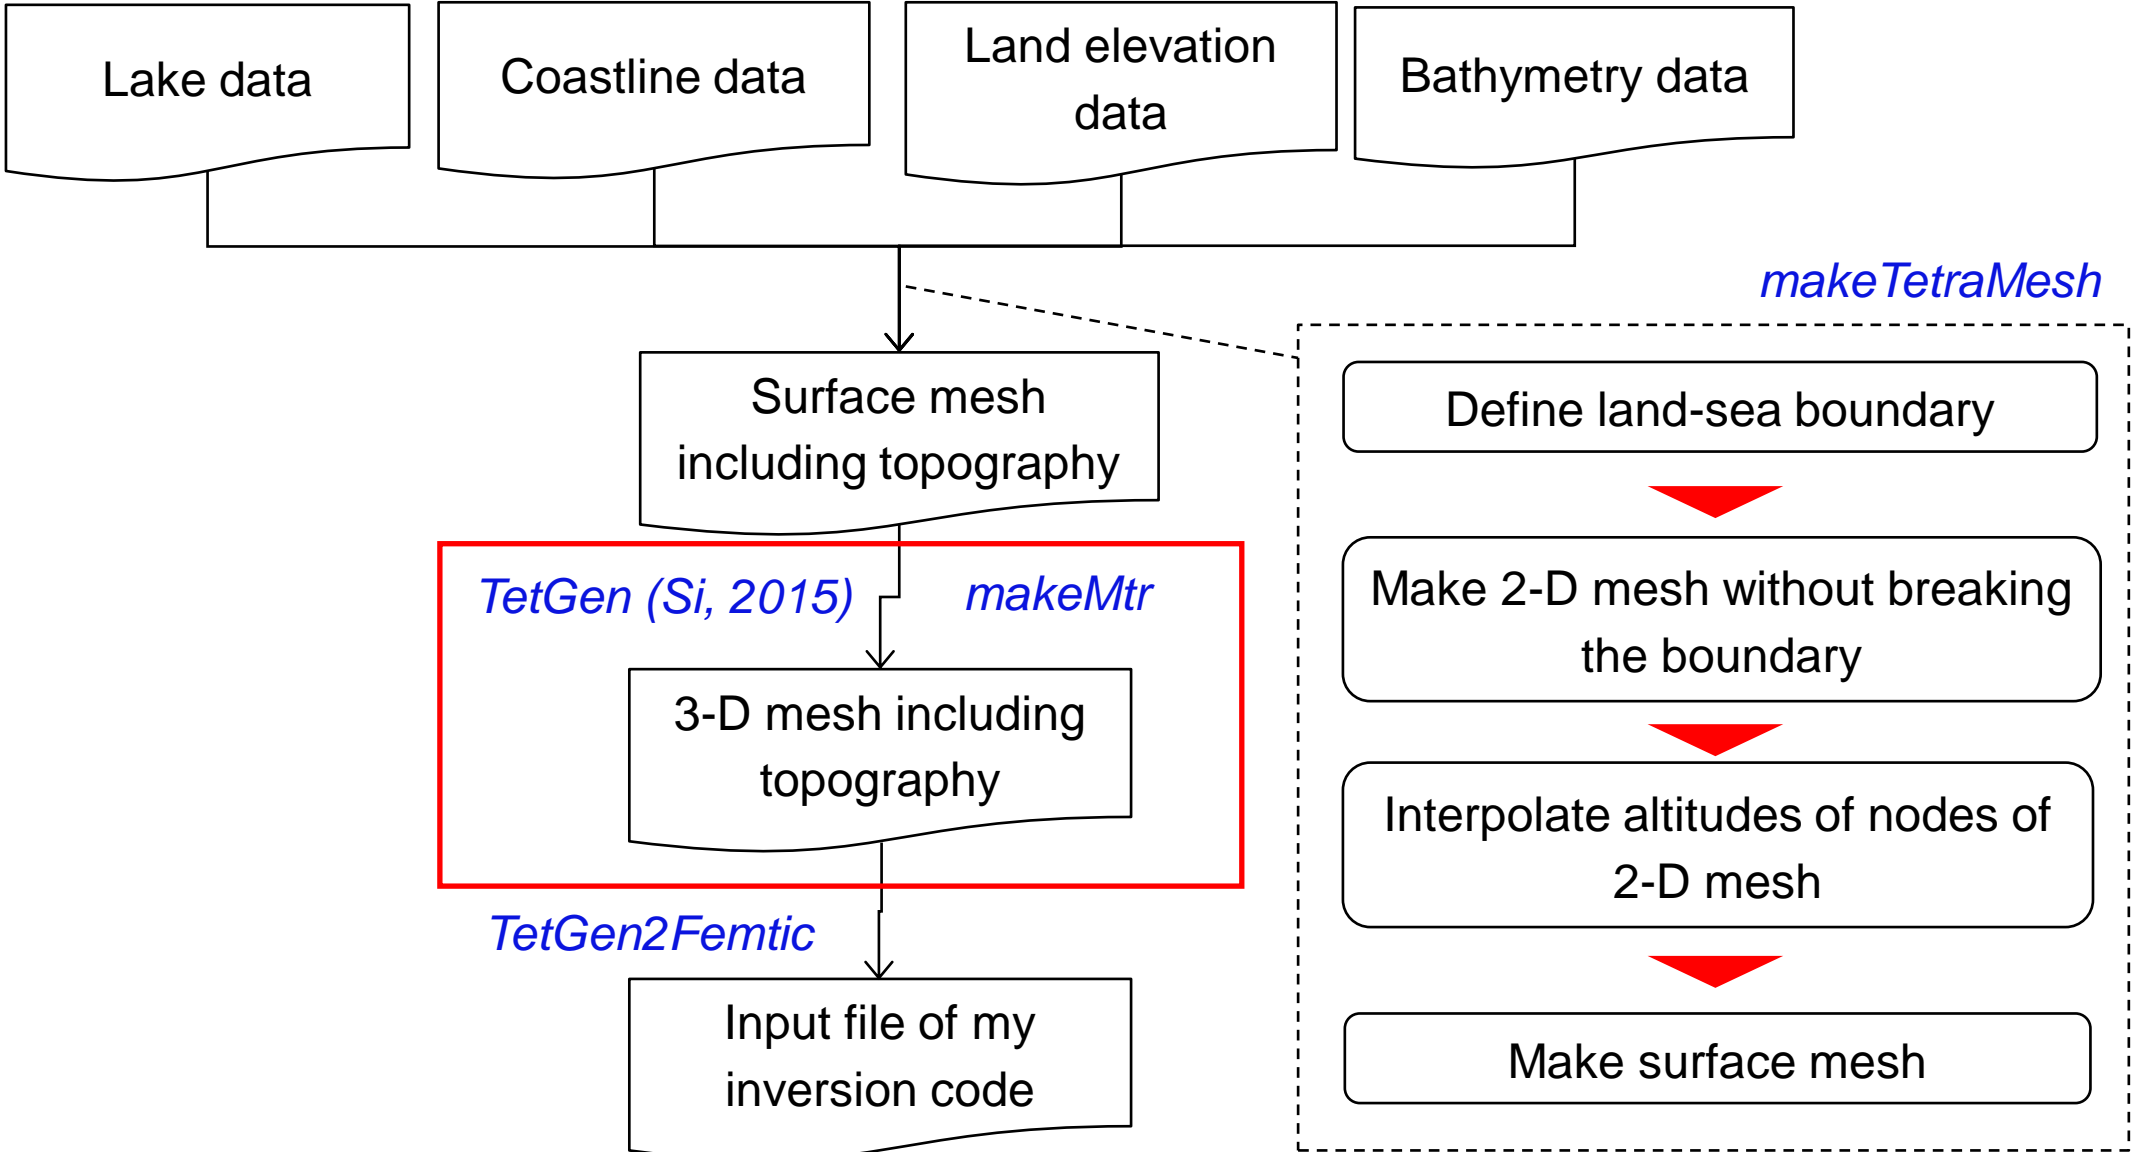 Lake data
Coastline data
Land elevation
data
Bathymetry data
makeTetraMesh
Surface mesh
including topography
TetGen (Si, 2015)
makeMtr
3-D mesh including
topography
TetGen2Femtic
Input file of my
inversion code
Define land-sea boundary
Make 2-D mesh without breaking
the boundary
Interpolate altitudes of nodes of
2-D mesh
Make surface mesh